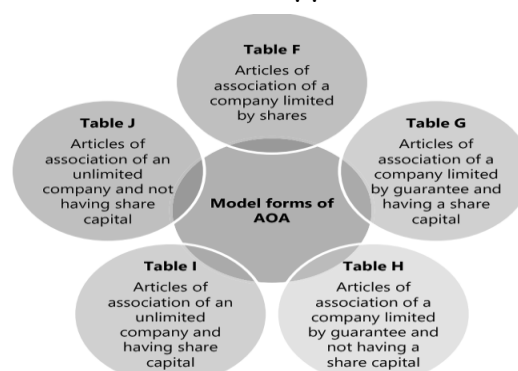 Table F
Articles of
association of a
company limited
by shares
Table J
Articles of
association of an
unlimited
company and not
having share
capital
Table G
Articles of
association of a
company limited
by guarantee and
having a share
capital
Model forms of
AOA
Table I
Articles of
association of an
unlimited
company and
having share
capital
Table H
Articles of
association of a
company limited
by guarantee and
not having a
share capital